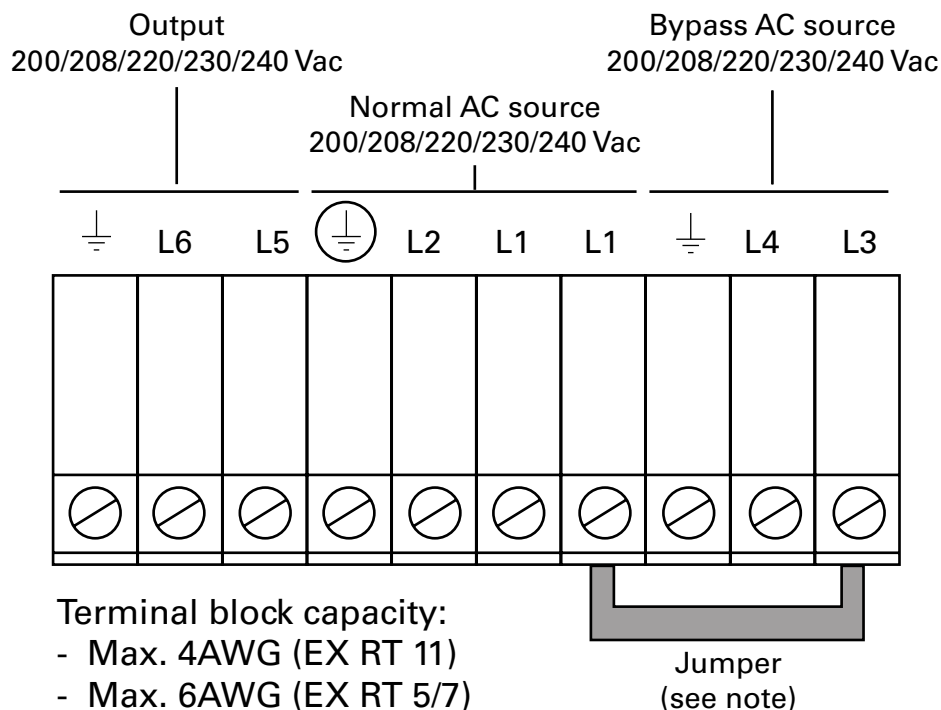 Output
200/208/220/230/240 Vac
Bypass AC source
200/208/220/230/240 Vac
Normal AC source
200/208/220/230/240 Vac
L6 L5 L2 L1 L1 L4 L3
Terminal block capacity:
- Max. 4AWG (EX RT 11)
- Max. 6AWG (EX RT 5/7)
Jumper
(see note)